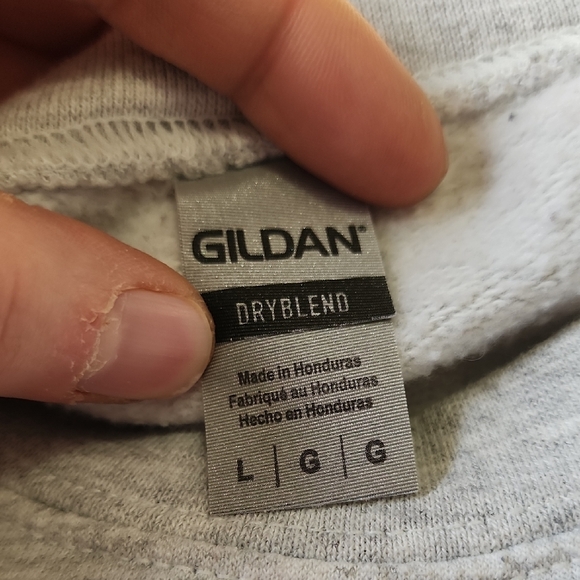 GILDAN®
DRYBLEND
Made in Honduras
Fabriqué au Honduras
Hecho en Honduras
L | G | G